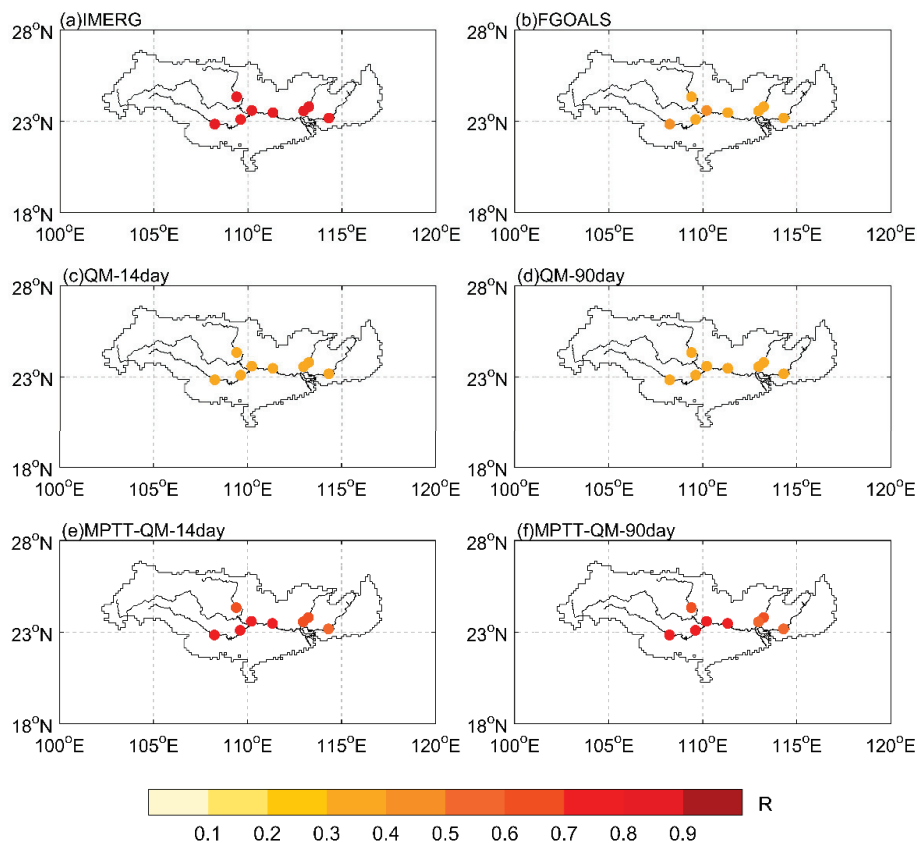 (a)IMERG
(b)FGOALS
28°N
23°N
18°N
100°E 105°E 110°E 115°E 120°E
28°N
23°N
18°N
100°E 105°E 110°E 115°E 120°E
(c)QM-14day
(d)QM-90day
28°N
23°N
18°N
100°E 105°E 110°E 115°E 120°E
28°N
23°N
18°N
100°E 105°E 110°E 115°E 120°E
(e)MPTT-QM-14day
(f)MPTT-QM-90day
28°N
23°N
18°N
100°E 105°E 110°E 115°E 120°E
28°N
23°N
18°N
100°E 105°E 110°E 115°E 120°E
R
0.1 0.2 0.3 0.4 0.5 0.6 0.7 0.8 0.9